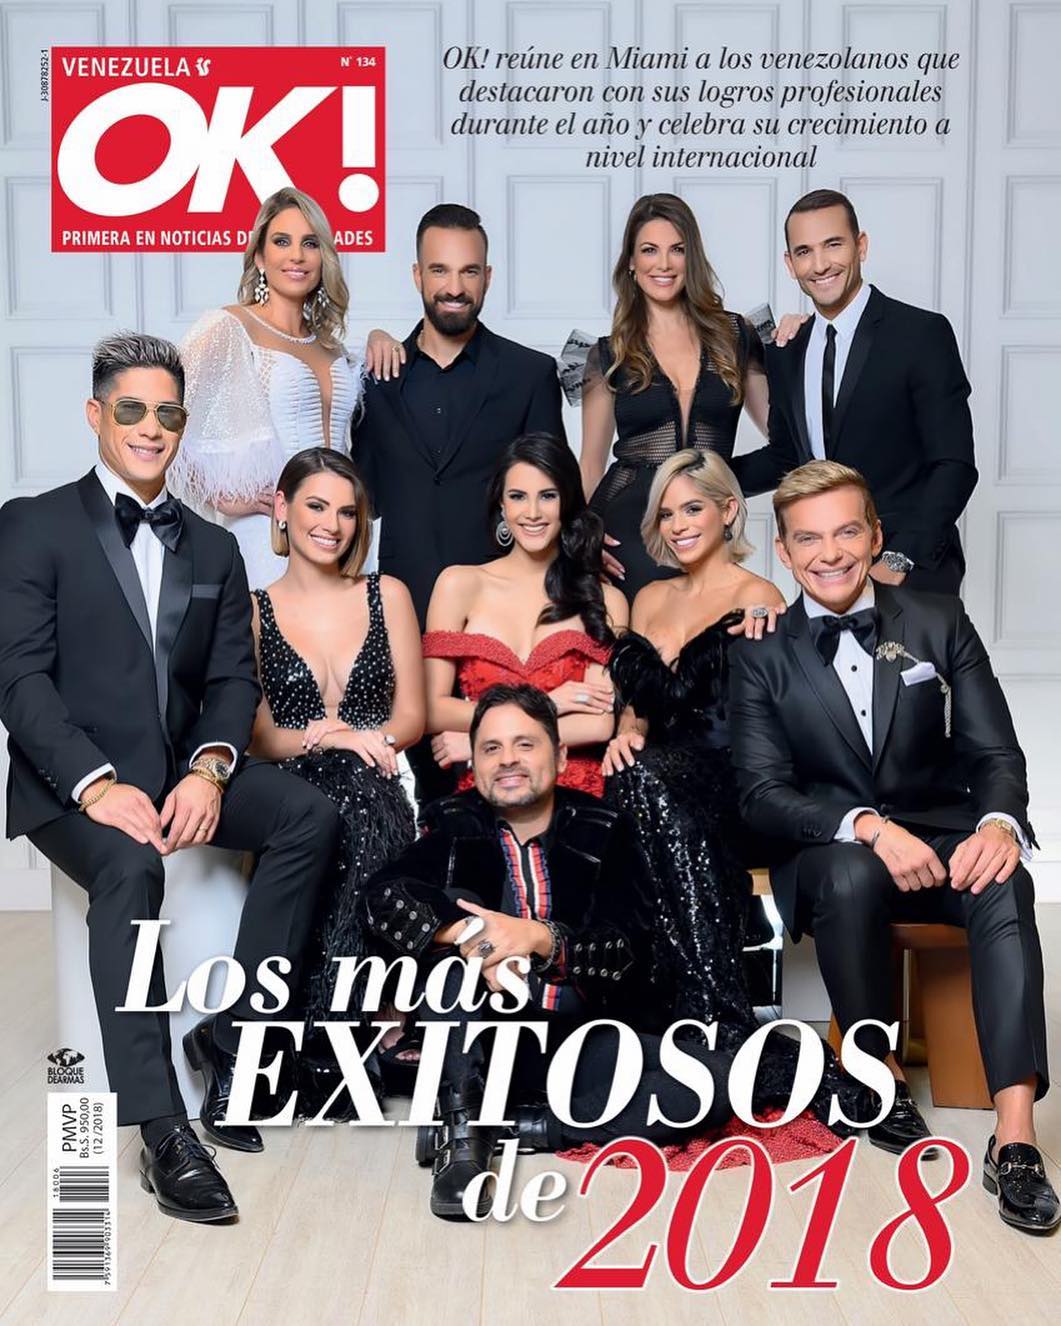 J-30878252-1
VENEZUELA
N° 134
OK!
PRIMERA EN NOTICIAS DE ADES
OK! reúne en Miami a los venezolanos que
destacaron con sus logros profesionales
durante el año y celebra su crecimiento a
nivel internacional
Los más
EXITOSOS
de 2018
BLOQUE
DEARMAS
PMVP
Bs.S. 950,00
(12/2018)
18006
7591369903314